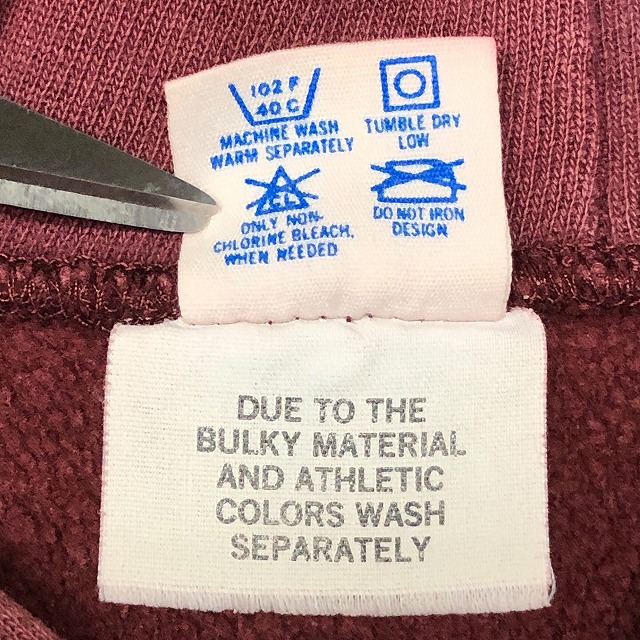 102 F
40 C
MACHINE WASH
WARM SEPARATELY
TUMBLE DRY
LOW
CL
ONLY NON-
CHLORINE BLEACH,
WHEN NEEDED
DO NOT IRON
DESIGN
DUE TO THE
BULKY MATERIAL
AND ATHLETIC
COLORS WASH
SEPARATELY